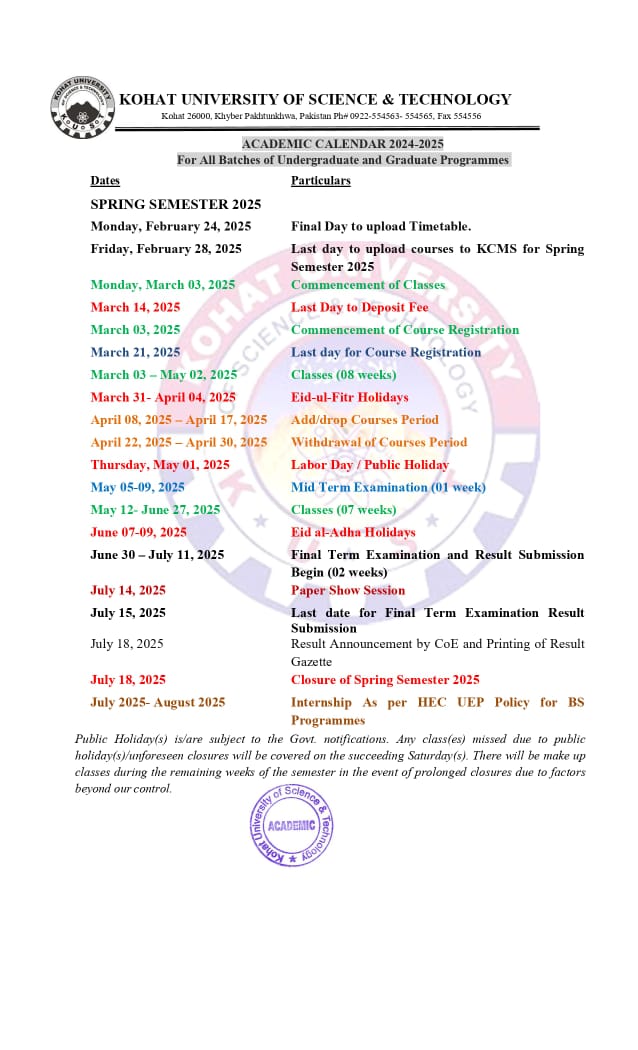 KOHAT UNIVERSITY OF SCIENCE & TECHNOLOGY
KOHAT UNIVERSITY OF SCIENCE & TECHNOLOGY
K.U.S.T
Kohat 26000, Khyber Pakhtunkhwa, Pakistan Ph# 0922-554563- 554565, Fax 554556
ACADEMIC CALENDAR 2024-2025
For All Batches of Undergraduate and Graduate Programmes
Dates Particulars
SPRING SEMESTER 2025
Monday, February 24, 2025 Final Day to upload Timetable.
Friday, February 28, 2025 Last day to upload courses to KCMS for Spring
Semester 2025
Monday, March 03, 2025 Commencement of Classes
March 14, 2025 Last Day to Deposit Fee
March 03, 2025 Commencement of Course Registration
March 21, 2025 Last day for Course Registration
March 03 – May 02, 2025 Classes (08 weeks)
March 31- April 04, 2025 Eid-ul-Fitr Holidays
April 08, 2025 – April 17, 2025 Add/drop Courses Period
April 22, 2025 – April 30, 2025 Withdrawal of Courses Period
Thursday, May 01, 2025 Labor Day / Public Holiday
May 05-09, 2025 Mid Term Examination (01 week)
May 12- June 27, 2025 Classes (07 weeks)
June 07-09, 2025 Eid al-Adha Holidays
June 30 – July 11, 2025 Final Term Examination and Result Submission
Begin (02 weeks)
July 14, 2025 Paper Show Session
July 15, 2025 Last date for Final Term Examination Result
Submission
July 18, 2025 Result Announcement by CoE and Printing of Result
Gazette
July 18, 2025 Closure of Spring Semester 2025
July 2025- August 2025 Internship As per HEC UEP Policy for BS
Programmes
Public Holiday(s) is/are subject to the Govt. notifications. Any class(es) missed due to public
holiday(s)/unforeseen closures will be covered on the succeeding Saturday(s). There will be make up
classes during the remaining weeks of the semester in the event of prolonged closures due to factors
beyond our control.
Kohat University of Science & Technology
ACADEMIC
KOHAT UNIVERSITY
OF SCIENCE & TECHNOLOGY
K U S T